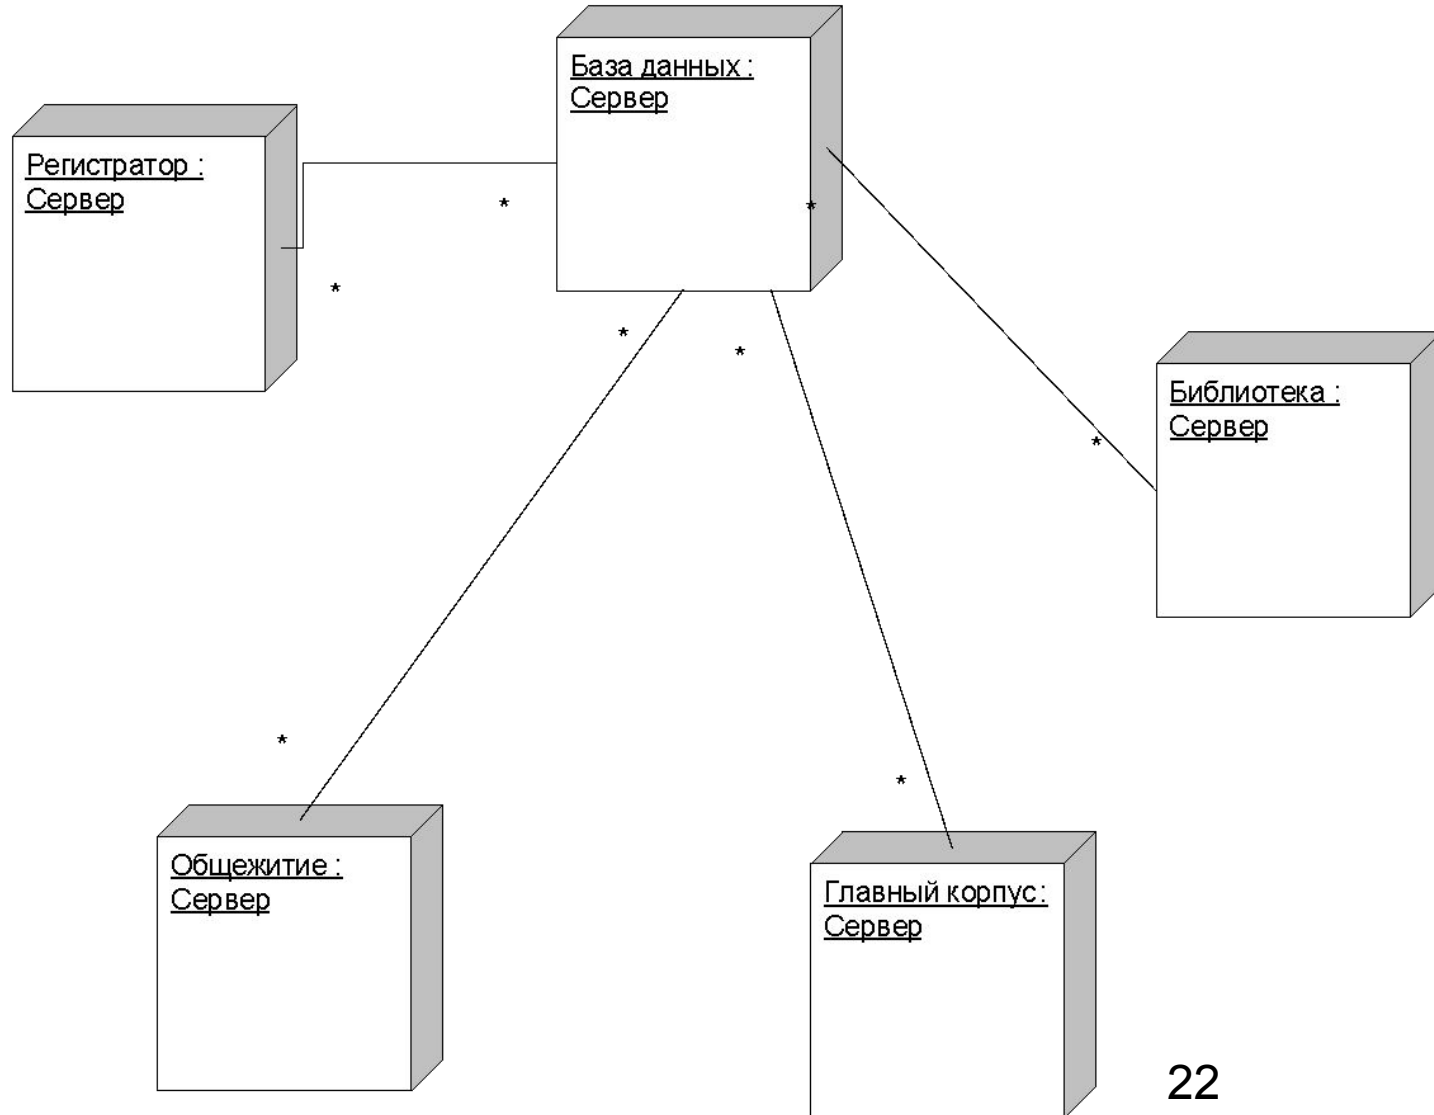 База данных :
Сервер
Регистратор :
Сервер
*
*
*
*
*
Библиотека :
Сервер
*
*
*
Общежитие :
Сервер
Главный корпус :
Сервер
22